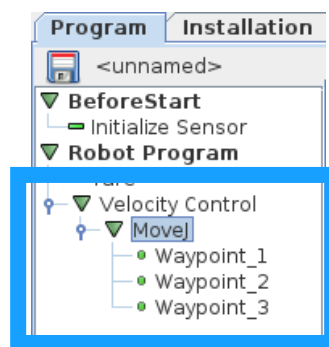 Program Installation
<unnamed>
BeforeStart
Initialize Sensor
Robot Program
Velocity Control
MoveJ
Waypoint_1
Waypoint_2
Waypoint_3